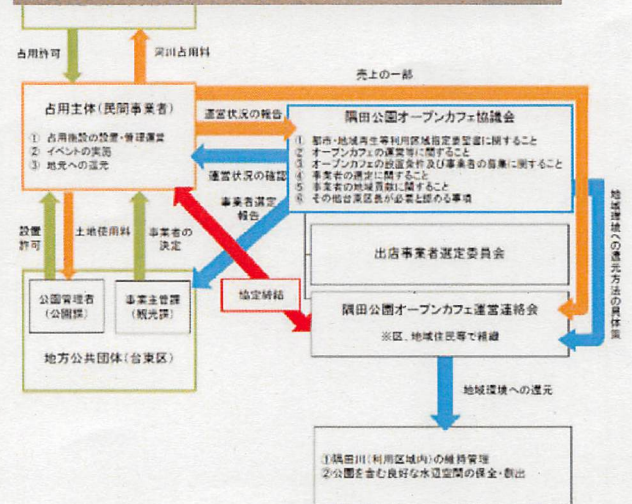 占用許可
河川占用料
売上の一部
占用主体(民間事業者)
① 占用施設の設置・管理運営
② イベントの実施
③ 地元への還元
運営状況の報告
隅田公園オープンカフェ協議会
① 都市・地域再生等利用区域指定要望書に関すること
② オープンカフェの運営等に関すること
③ オープンカフェの設置条件及び事業者の募集に関すること
④ 事業者の選定に関すること
⑤ 事業者の地域貢献に関すること
⑥ その他台東区長が必要と認める事項
運営状況の確認
事業者選定
報告
設置
許可
土地使用料
事業者の
決定
地域環境への還元方法の具体策
出店事業者選定委員会
公園管理者
(公園課)
事業主管課
(観光課)
協定締結
隅田公園オープンカフェ運営連絡会
※区、地域住民等で組織
地方公共団体(台東区)
地域環境への還元
①隅田川(利用区域内)の維持管理
②公園を含む良好な水辺空間の保全・創出